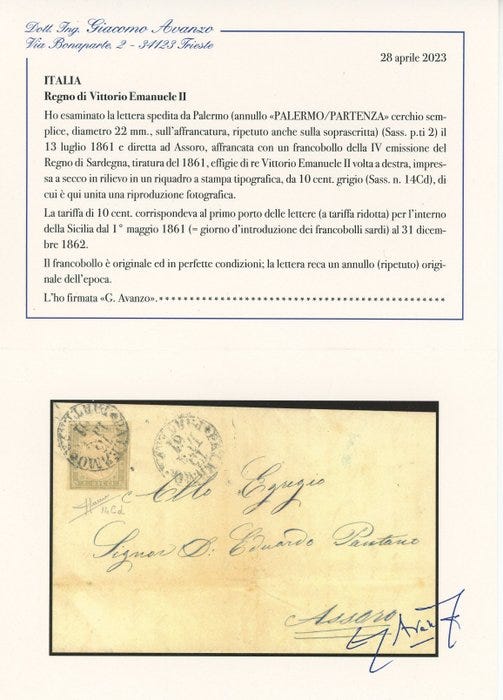 Dott. Ing. Giacomo Avanzo
Via Bonaparte, 2 - 34123 Trieste
28 aprile 2023
ITALIA
Regno di Vittorio Emanuele II
Ho esaminato la lettera spedita da Palermo (annullo «PALERMO/PARTENZA» cerchio sem-
plice, diametro 22 mm., sull'affrancatura, ripetuto anche sulla soprascritta) (Sass. p.ti 2) il
13 luglio 1861 e diretta ad Assoro, affrancata con un francobollo della IV emissione del
Regno di Sardegna, tiratura del 1861, effigie di re Vittorio Emanuele II volta a destra, impres-
sa a secco in rilievo in un riquadro a stampa tipografica, da 10 cent. grigio (Sass. n. 14Cd), di
cui è qui unita una riproduzione fotografica.
La tariffa di 10 cent. corrispondeva al primo porto delle lettere (a tariffa ridotta) per l'interno
della Sicilia dal 1° maggio 1861 (= giorno d'introduzione dei francobolli sardi) al 31 dicem-
bre 1862.
Il francobollo è originale ed in perfette condizioni; la lettera reca un annullo (ripetuto) origi-
nale dell'epoca.
L'ho firmata «G. Avanzo».************************************************
14Cd
Egregio
Signor D: Eduardo Pantano
Assoro